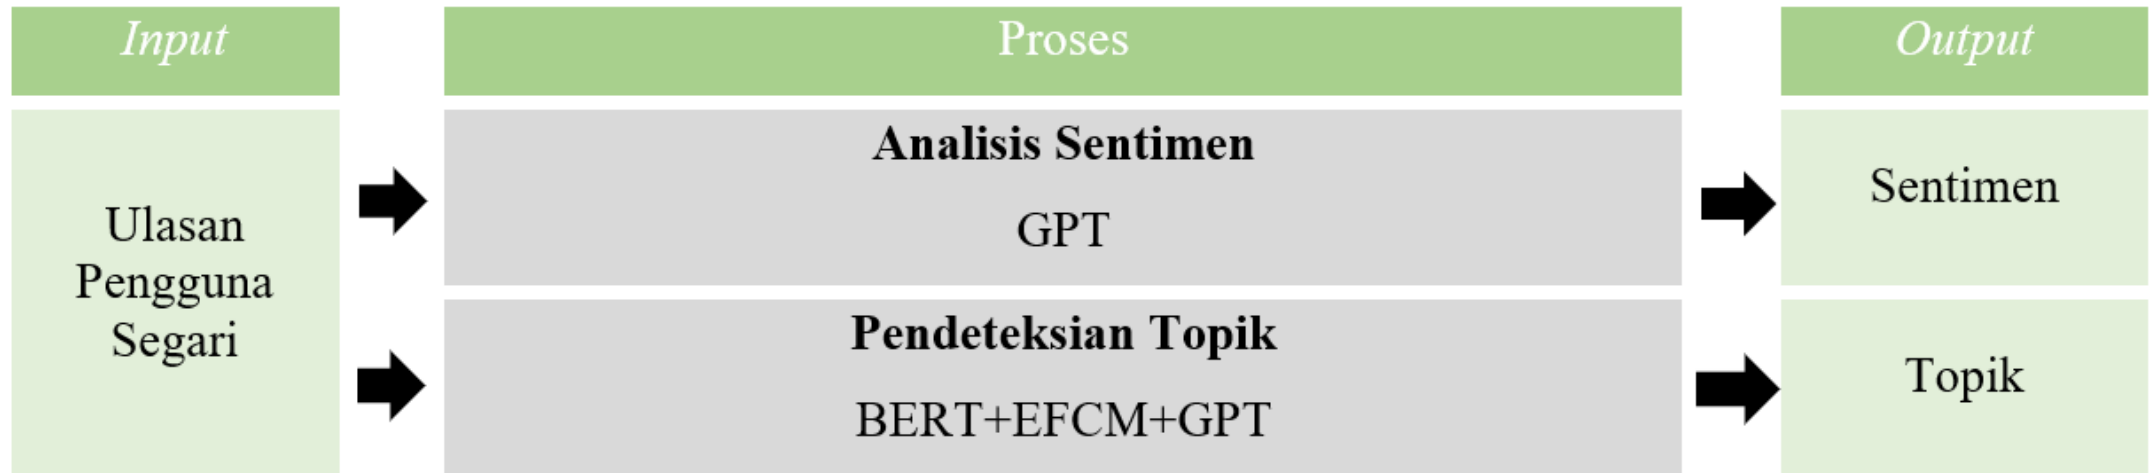 Input
Proses
Output
Ulasan
Pengguna
Segari
Analisis Sentimen
GPT
Sentimen
Pendeteksian Topik
BERT+EFCM+GPT
Topik